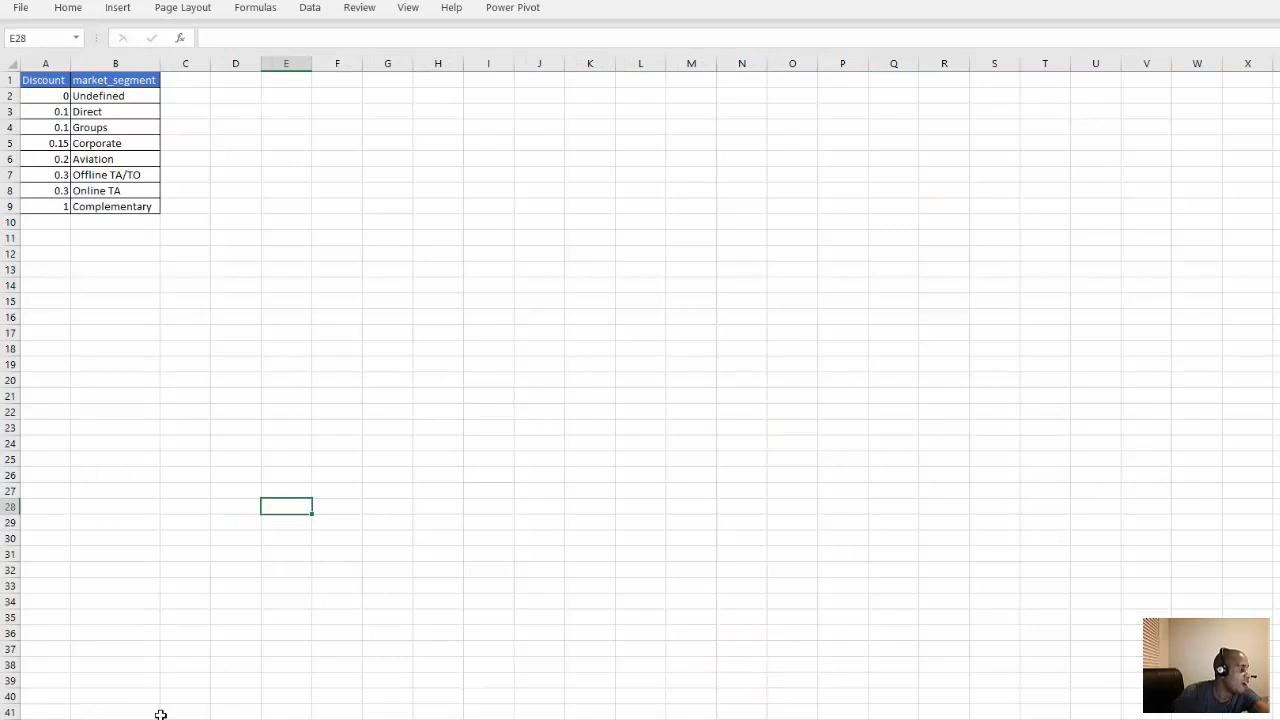 File Home Insert Page Layout Formulas Data Review View Help Power Pivot
E28 fx
A B C D E F G H I J K L M N O P Q R S T U V W X
1 Discount market_segment
2 0 Undefined
3 0.1 Direct
4 0.1 Groups
5 0.15 Corporate
6 0.2 Aviation
7 0.3 Offline TA/TO
8 0.3 Online TA
9 1 Complementary
10
11
12
13
14
15
16
17
18
19
20
21
22
23
24
25
26
27
28
29
30
31
32
33
34
35
36
37
38
39
40
41